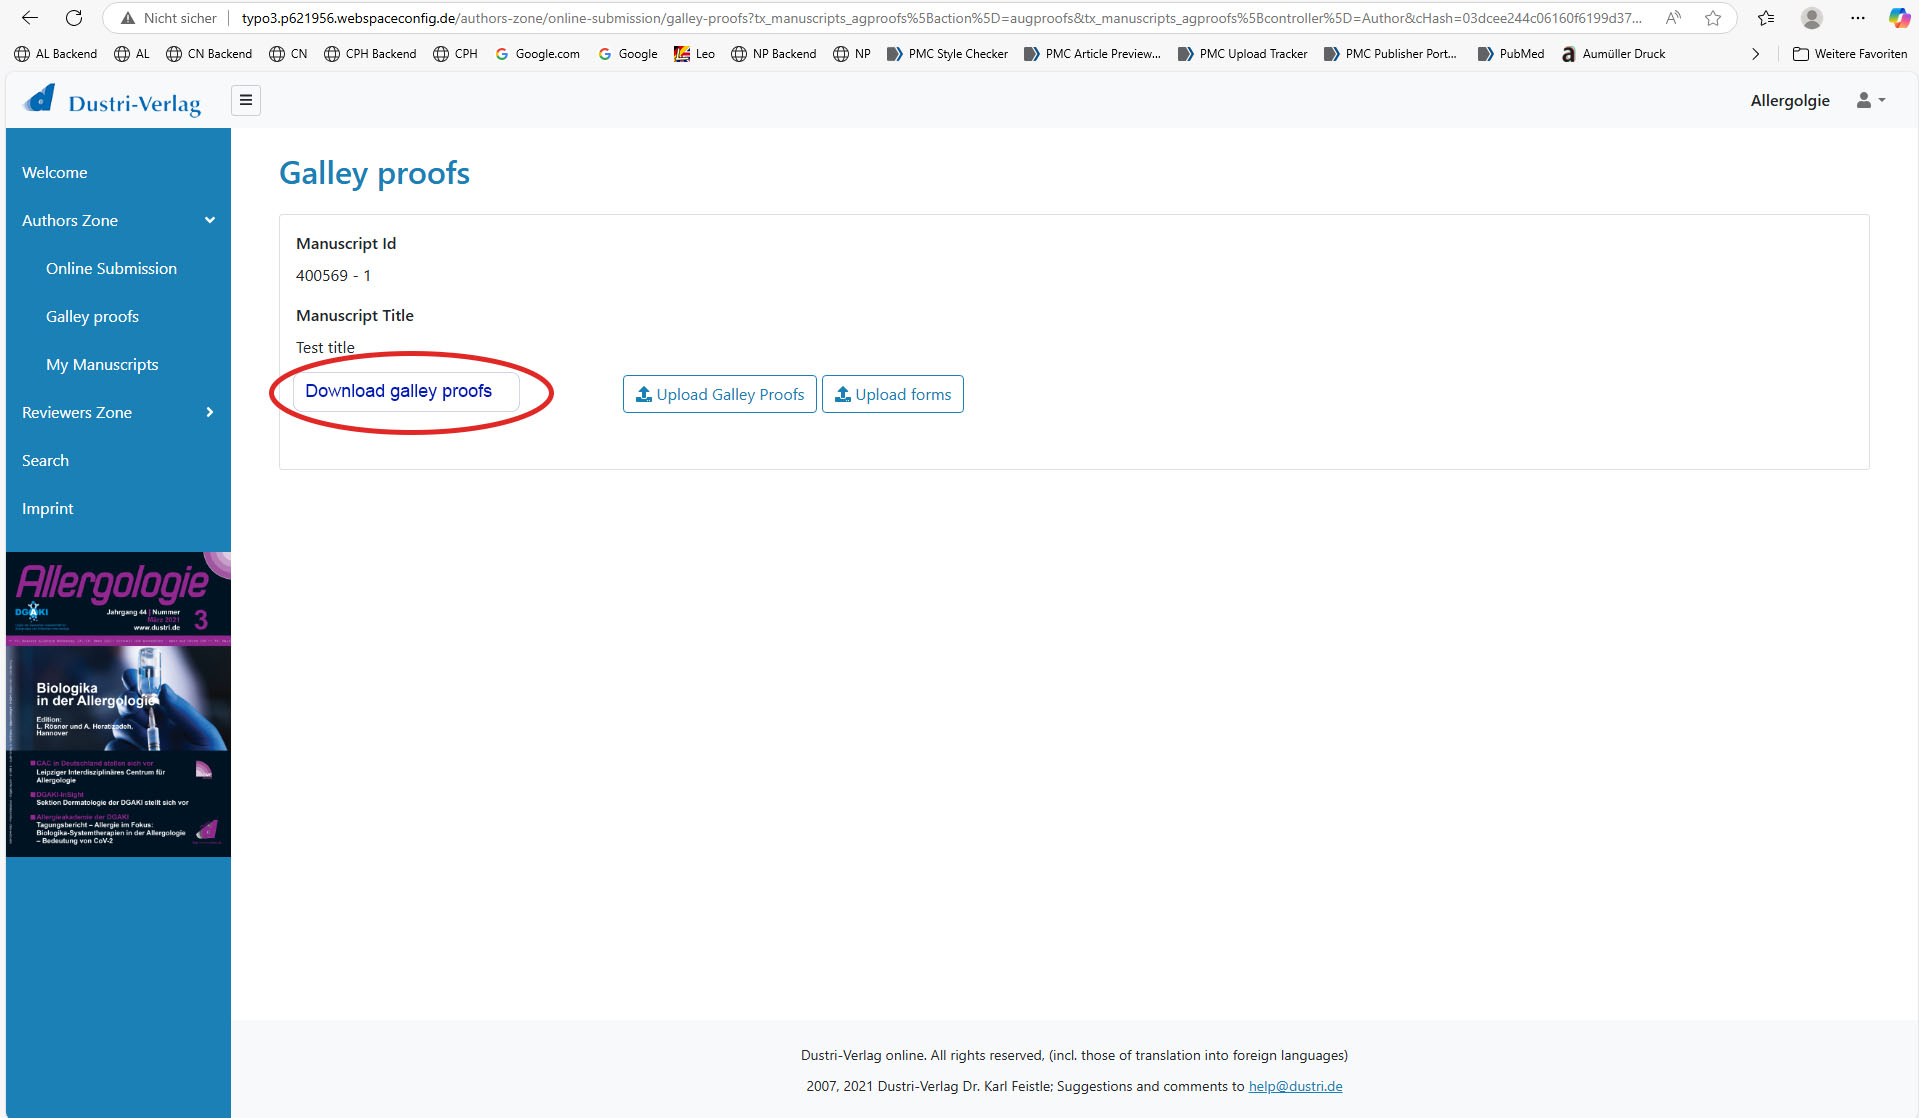 Nicht sicher
typo3.p621956.webspaceconfig.de/authors-zone/online-submission/galley-proofs?tx_manuscripts_agproofs%5Baction%5D=augproofs&tx_manuscripts_agproofs%5Bcontroller%5D=Author&cHash=03dcee244c06160f6199d37...
AL Backend AL CN Backend CN CPH Backend CPH Google.com Google Leo NP Backend NP PMC Style Checker PMC Article Preview... PMC Upload Tracker PMC Publisher Port... PubMed Aumüller Druck Weitere Favoriten
Dustri-Verlag
Allergolgie
Welcome
Authors Zone
Online Submission
Galley proofs
My Manuscripts
Reviewers Zone
Search
Imprint
Galley proofs
Manuscript Id
400569 - 1
Manuscript Title
Test title
Download galley proofs
Upload Galley Proofs
Upload forms
Allergologie
DGAKI
Jahrgang 44 | Nummer
März 2021
www.dustri.de
3
Biologika
in der Allergologie
Edition:
L. Rösner und A. Heratizadeh,
Hannover
CAC in Deutschland stellen sich vor
Leipziger Interdisziplinäres Centrum für
Allergologie
DGAKI-InSight
Sektion Dermatologie der DGAKI stellt sich vor
Allergieakademie der DGAKI
Tagungsbericht – Allergie im Fokus:
Biologika-Systemtherapien in der Allergologie
– Bedeutung von CoV-2
Dustri-Verlag online. All rights reserved, (incl. those of translation into foreign languages)
2007, 2021 Dustri-Verlag Dr. Karl Feistle; Suggestions and comments to help@dustri.de